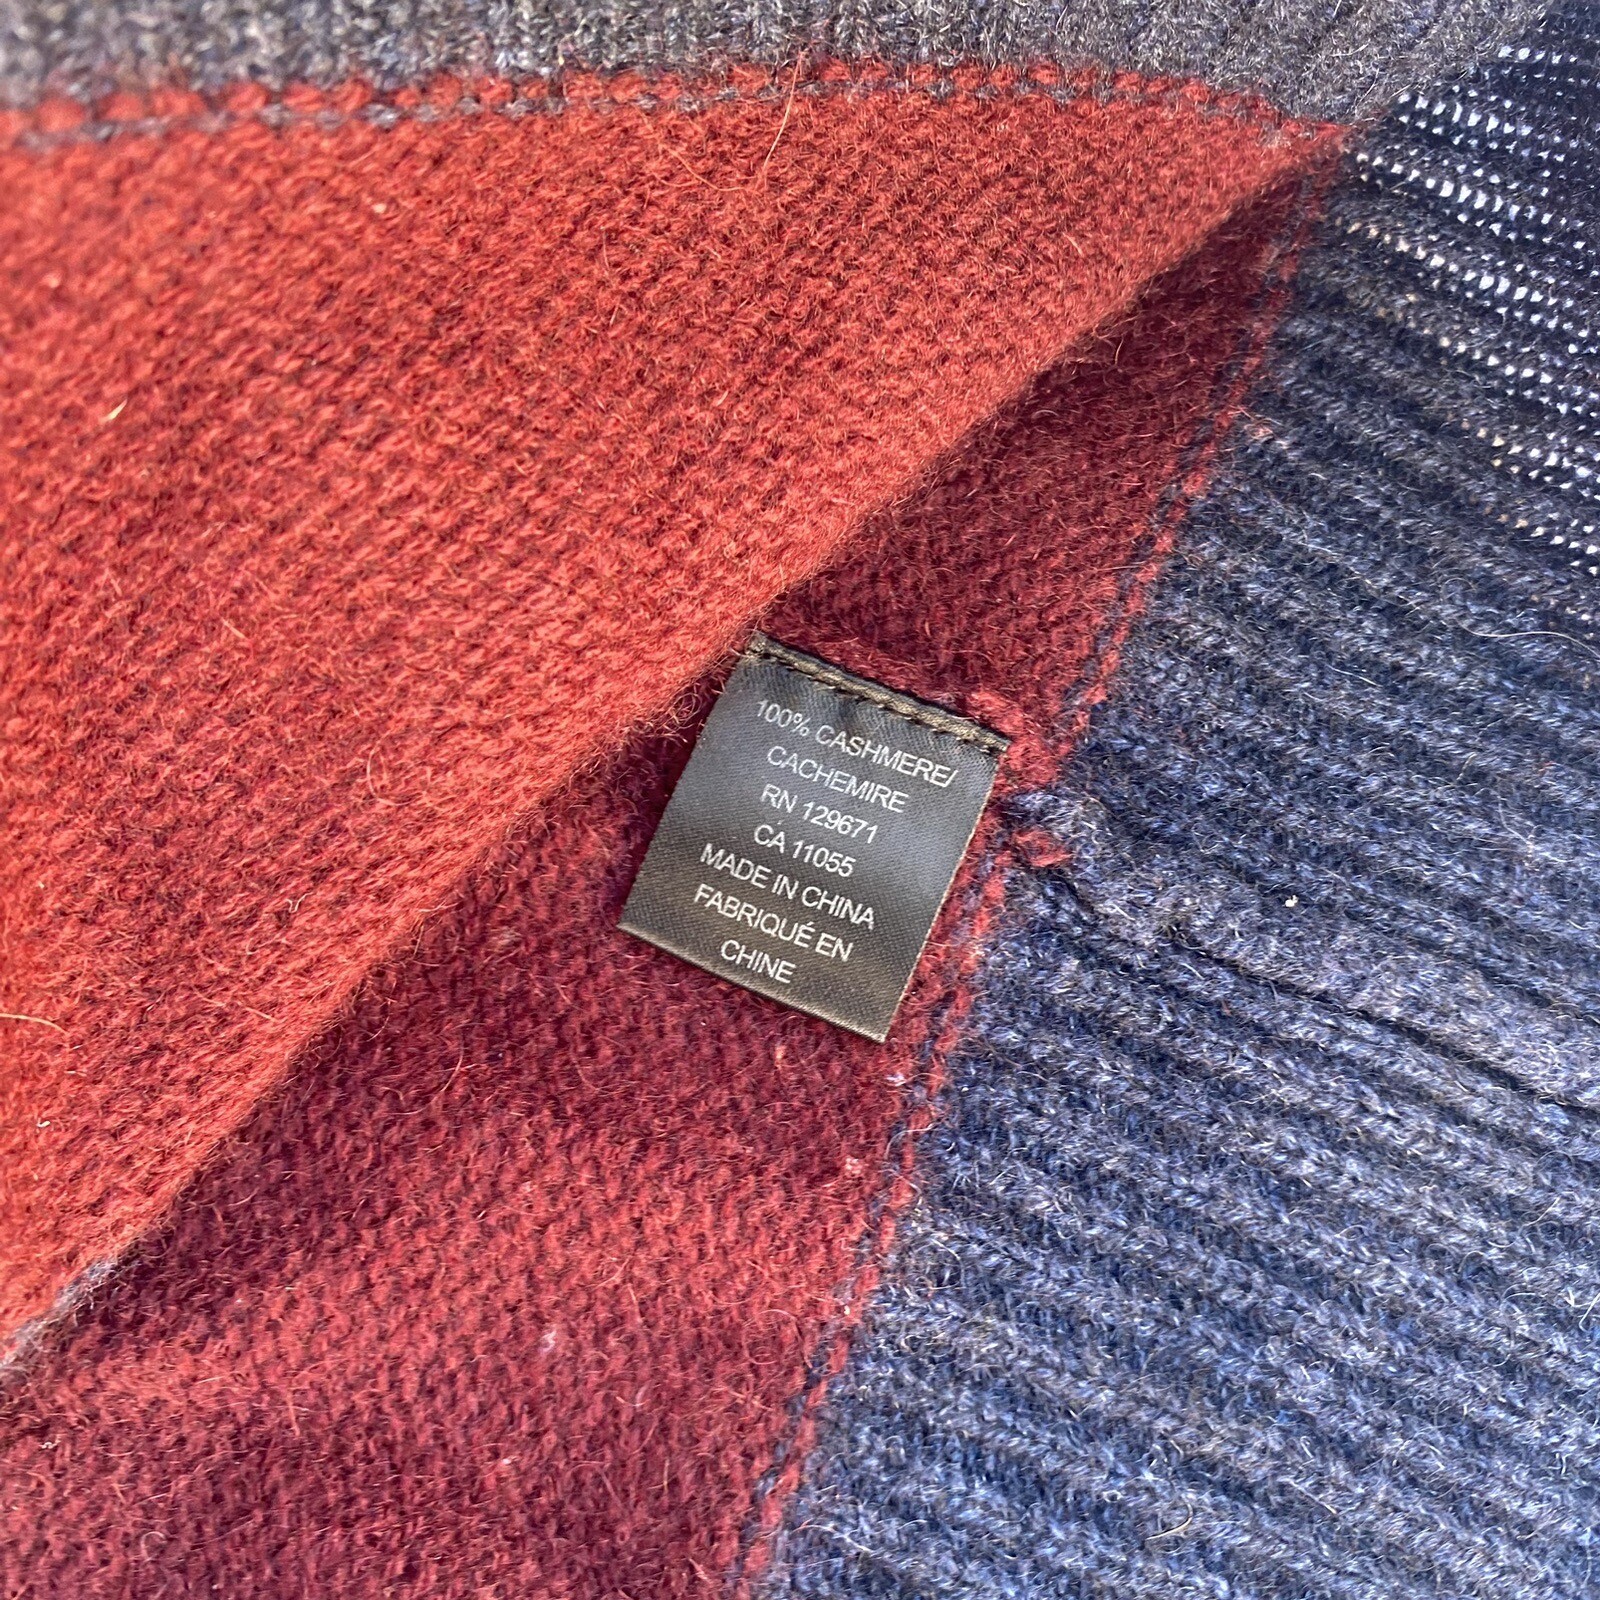 100% CASHMERE/
CACHEMIRE
RN 129671
CA 11055
MADE IN CHINA
FABRIQUÉ EN
CHINE